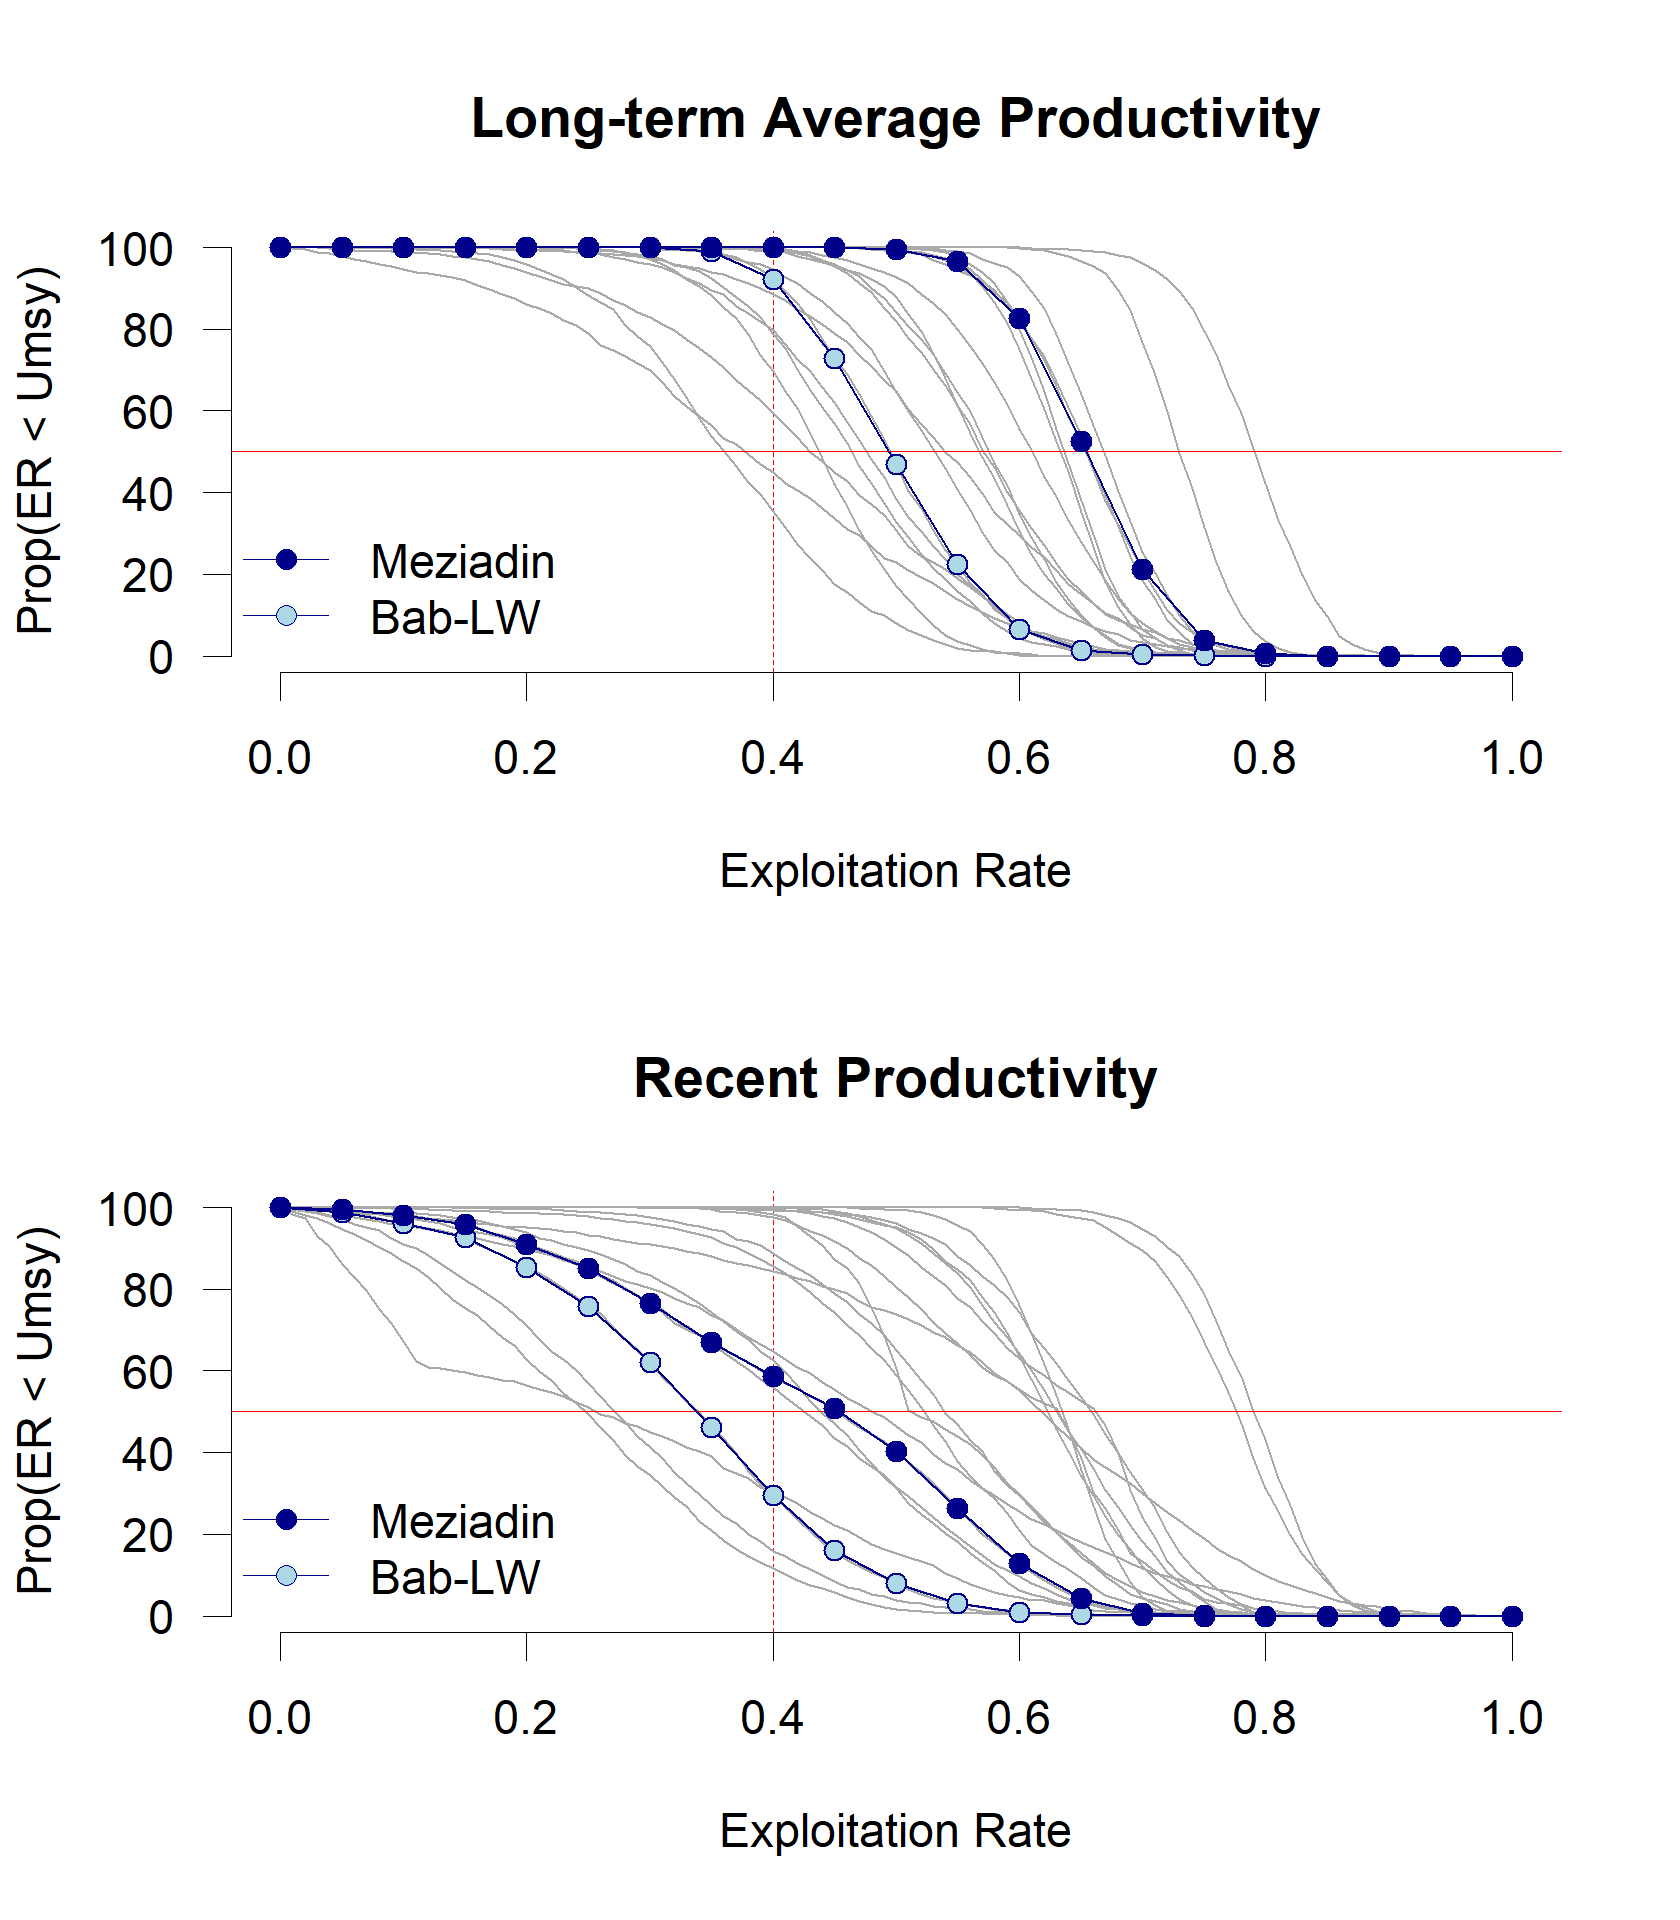 Long-term Average Productivity
Prop(ER < Umsy)
100
80
60
40
20
0
Meziadin
Bab-LW
0.0 0.2 0.4 0.6 0.8 1.0
Exploitation Rate
Recent Productivity
Prop(ER < Umsy)
100
80
60
40
20
0
Meziadin
Bab-LW
0.0 0.2 0.4 0.6 0.8 1.0
Exploitation Rate